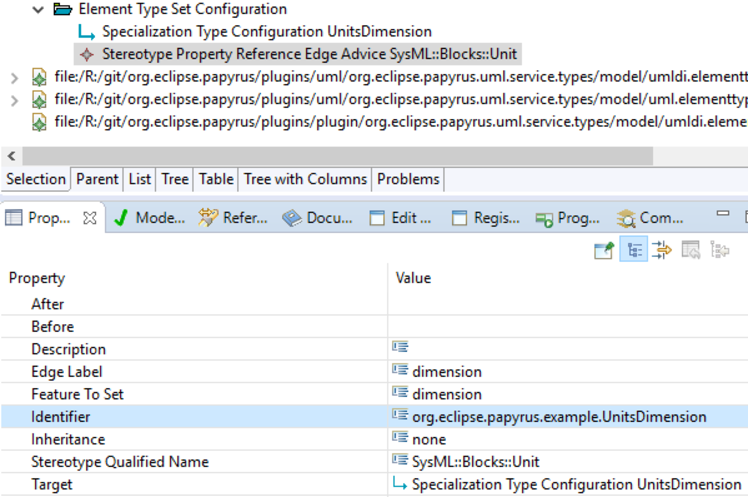 Element Type Set Configuration
Specialization Type Configuration UnitsDimension
Stereotype Property Reference Edge Advice SysML::Blocks::Unit
file:/R:/git/org.eclipse.papyrus/plugins/uml/org.eclipse.papyrus.uml.service.types/model/umldi.elementtyp
file:/R:/git/org.eclipse.papyrus/plugins/uml/org.eclipse.papyrus.uml.service.types/model/uml.elementtyp
file:/R:/git/org.eclipse.papyrus/plugins/plugin/org.eclipse.papyrus.uml.service.types/model/umldi.eleme
Selection Parent List Tree Table Tree with Columns Problems
Prop... Mode... Refer... Docu... Edit ... Regis... Prog... Com...
Property Value
After
Before
Description
Edge Label dimension
Feature To Set dimension
Identifier org.eclipse.papyrus.example.UnitsDimension
Inheritance none
Stereotype Qualified Name SysML::Blocks::Unit
Target Specialization Type Configuration UnitsDimension